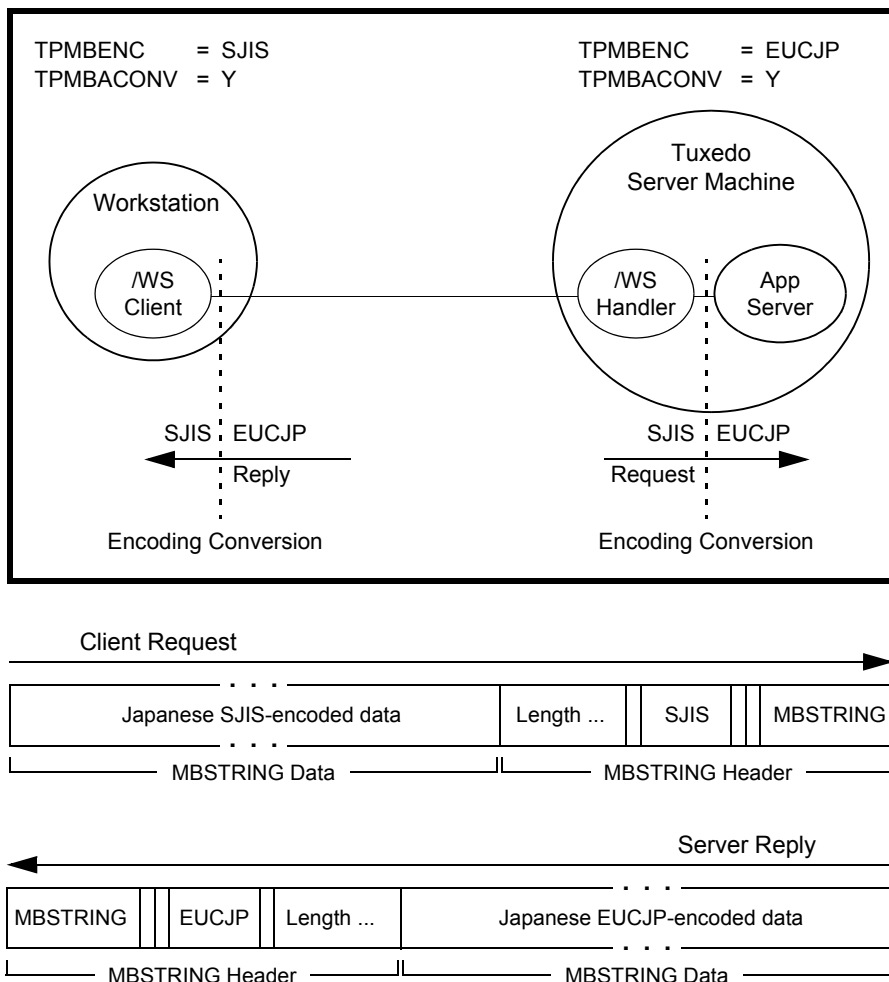 TPMBENC = SJIS
TPMBACONV = Y
TPMBENC = EUCJP
TPMBACONV = Y
Workstation
/WS
Client
Tuxedo
Server Machine
/WS
Handler
App
Server
SJIS EUCJP
Reply
Encoding Conversion
SJIS EUCJP
Request
Encoding Conversion
Client Request
Japanese SJIS-encoded data Length ... SJIS MBSTRING
MBSTRING Data MBSTRING Header
Server Reply
MBSTRING EUCJP Length ... Japanese EUCJP-encoded data
MBSTRING Header MBSTRING Data